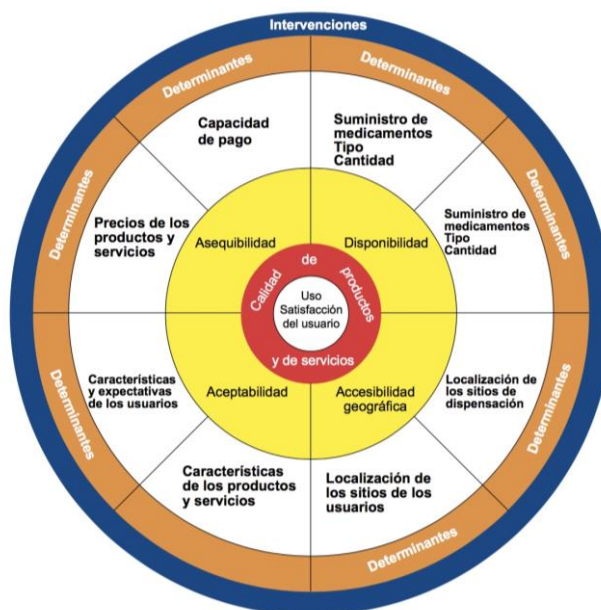 Intervenciones
Determinantes
Determinantes
Capacidad
de pago
Suministro de
medicamentos
Tipo
Cantidad
Determinantes
Determinantes
Precios de los
productos y
servicios
Suministro de
medicamentos
Tipo
Cantidad
Asequibilidad
Disponibilidad
Calidad de productos
y de servicios
Uso
Satisfacción
del usuario
Determinantes
Determinantes
Características
y expectativas
de los usuarios
Aceptabilidad
Accesibilidad
geográfica
Localización de
los sitios de
dispensación
Características
de los productos
y servicios
Localización de
los sitios de los
usuarios
Determinantes